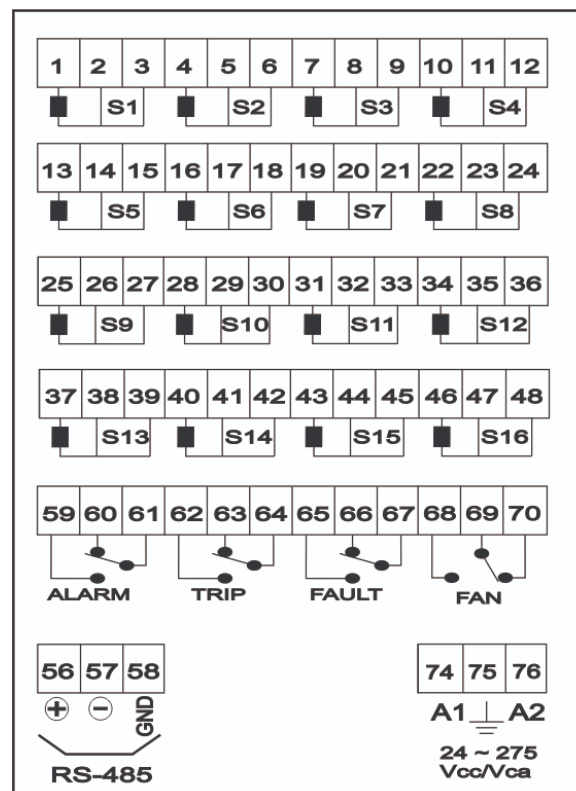 1 2 3 4 5 6 7 8 9 10 11 12
S1 S2 S3 S4
13 14 15 16 17 18 19 20 21 22 23 24
S5 S6 S7 S8
25 26 27 28 29 30 31 32 33 34 35 36
S9 S10 S11 S12
37 38 39 40 41 42 43 44 45 46 47 48
S13 S14 S15 S16
59 60 61 62 63 64 65 66 67 68 69 70
ALARM TRIP FAULT FAN
56 57 58
+ − GND
RS-485
74 75 76
A1 A2
24 ~ 275
Vcc/Vca